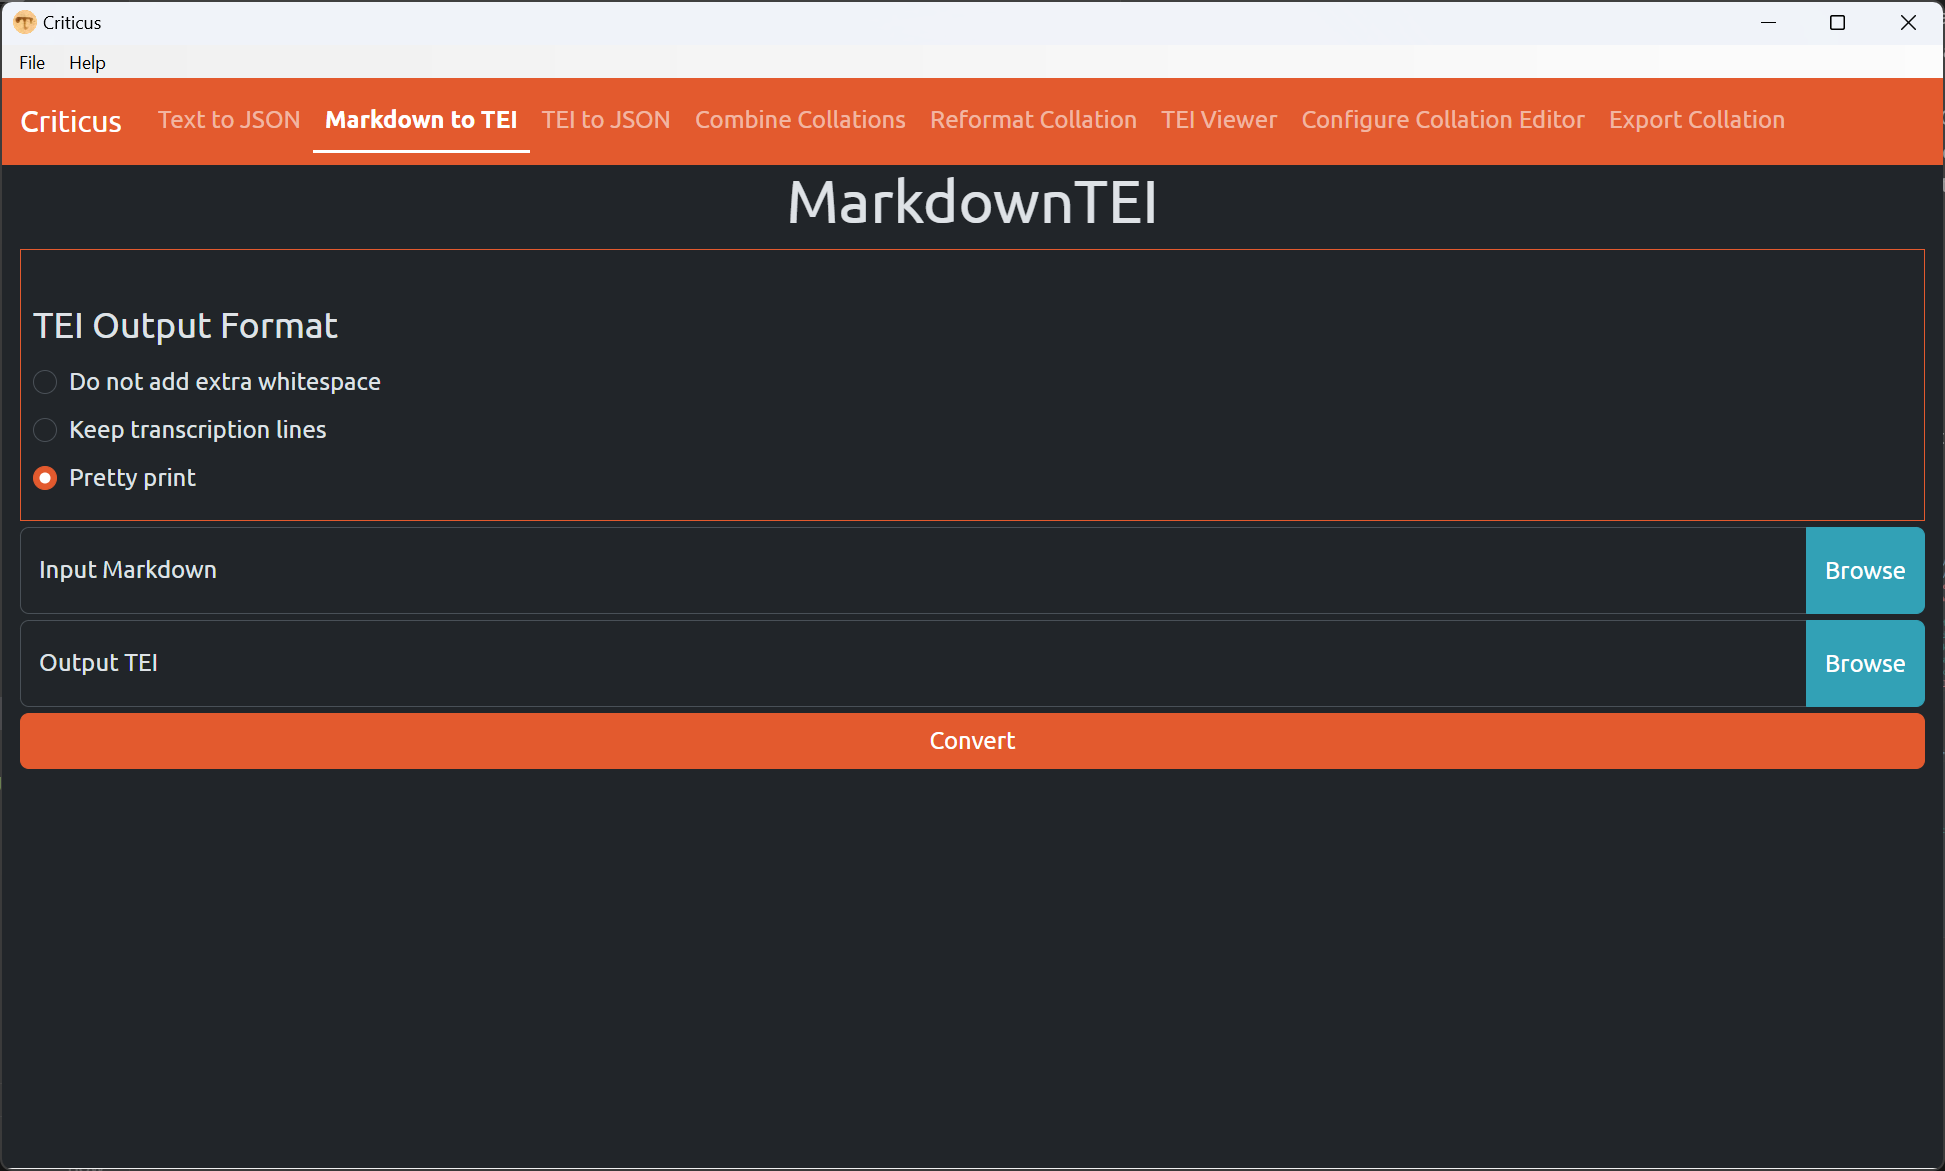 Criticus
File Help
Criticus Text to JSON Markdown to TEI TEI to JSON Combine Collations Reformat Collation TEI Viewer Configure Collation Editor Export Collation
MarkdownTEI
TEI Output Format
Do not add extra whitespace
Keep transcription lines
Pretty print
Input Markdown Browse
Output TEI Browse
Convert